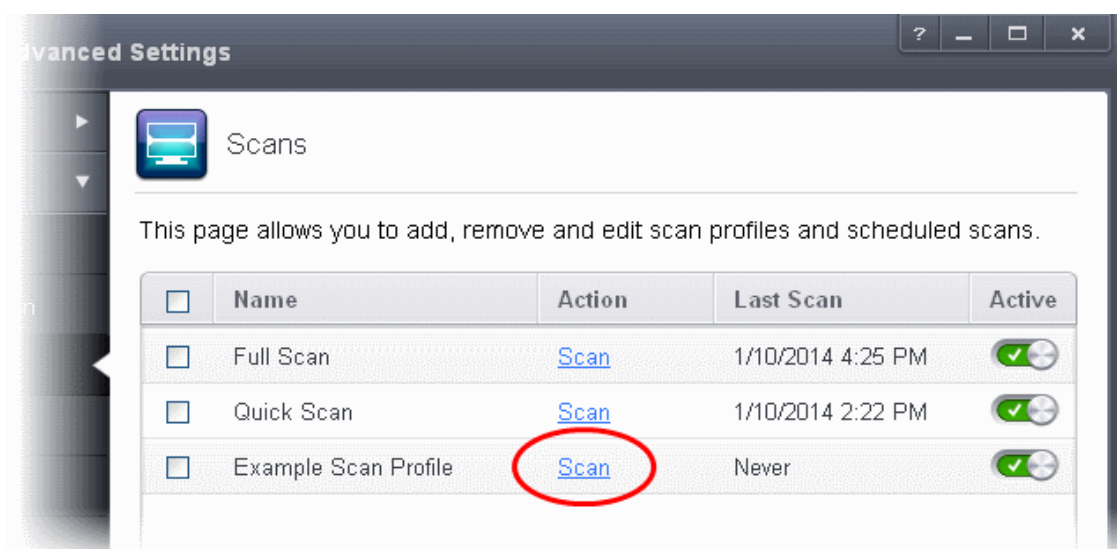 dvanced Settings
?
Scans
This page allows you to add, remove and edit scan profiles and scheduled scans.
Name Action Last Scan Active
Full Scan Scan 1/10/2014 4:25 PM
Quick Scan Scan 1/10/2014 2:22 PM
Example Scan Profile Scan Never
n